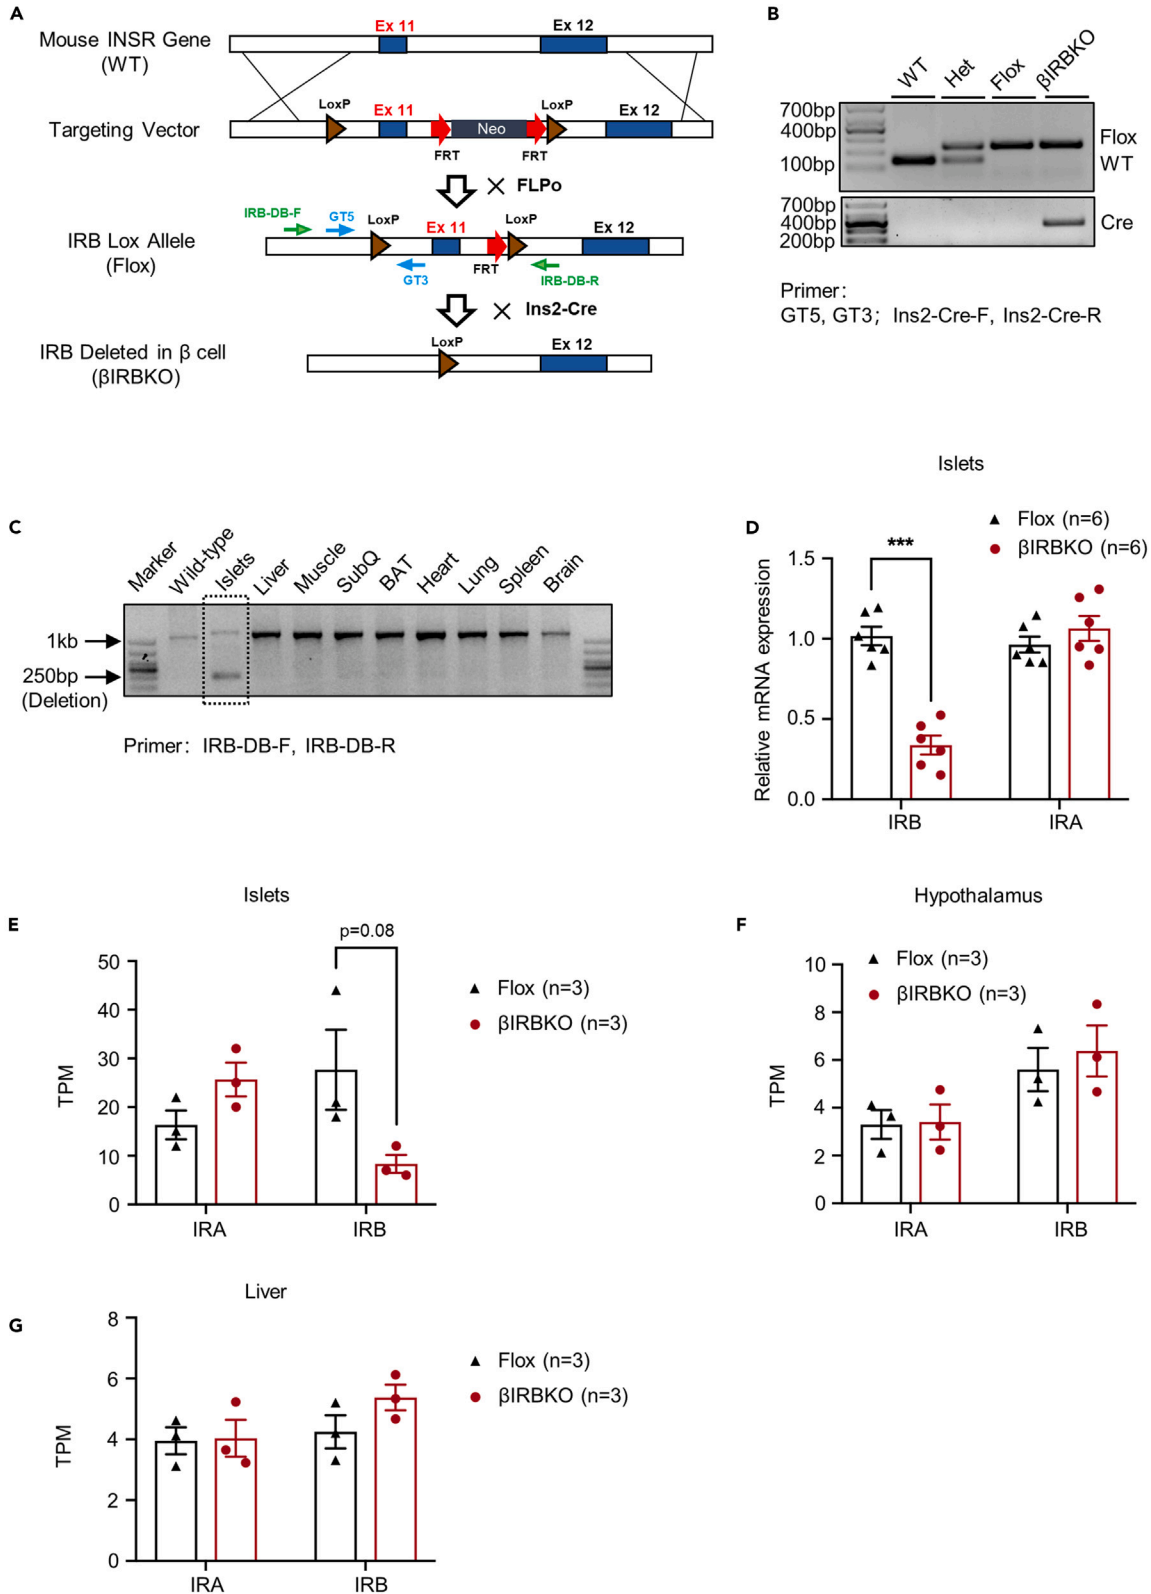 A
Mouse INSR Gene
(WT)
Ex 11
Ex 12
Targeting Vector
LoxP
Ex 11
Neo
LoxP
Ex 12
FRT
FRT
× FLPo
IRB-DB-F
GT5
IRB Lox Allele
(Flox)
LoxP
Ex 11
LoxP
Ex 12
GT3
FRT
IRB-DB-R
× Ins2-Cre
IRB Deleted in β cell
(βIRBKO)
LoxP
Ex 12
B
WT
Het
Flox
βIRBKO
700bp
400bp
100bp
Flox
WT
700bp
400bp
200bp
Cre
Primer:
GT5, GT3; Ins2-Cre-F, Ins2-Cre-R
C
Marker
Wild-type
Islets
Liver
Muscle
SubQ
BAT
Heart
Lung
Spleen
Brain
1kb
250bp
(Deletion)
Primer: IRB-DB-F, IRB-DB-R
Islets
D
Flox (n=6)
βIRBKO (n=6)
***
Relative mRNA expression
1.5
1.0
0.5
0.0
IRB
IRA
Islets
E
p=0.08
Flox (n=3)
βIRBKO (n=3)
TPM
50
40
30
20
10
0
IRA
IRB
Hypothalamus
F
Flox (n=3)
βIRBKO (n=3)
TPM
10
8
6
4
2
0
IRA
IRB
Liver
G
Flox (n=3)
βIRBKO (n=3)
TPM
8
6
4
2
0
IRA
IRB